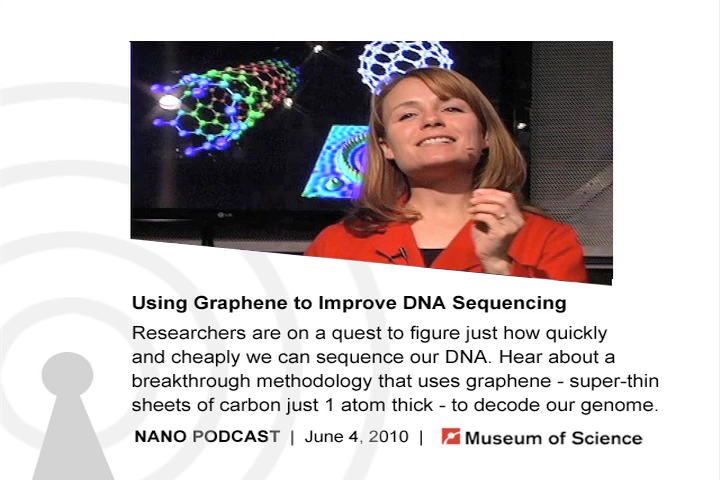 Using Graphene to Improve DNA Sequencing
Researchers are on a quest to figure just how quickly
and cheaply we can sequence our DNA. Hear about a
breakthrough methodology that uses graphene - super-thin
sheets of carbon just 1 atom thick - to decode our genome.
NANO PODCAST | June 4, 2010 | Museum of Science